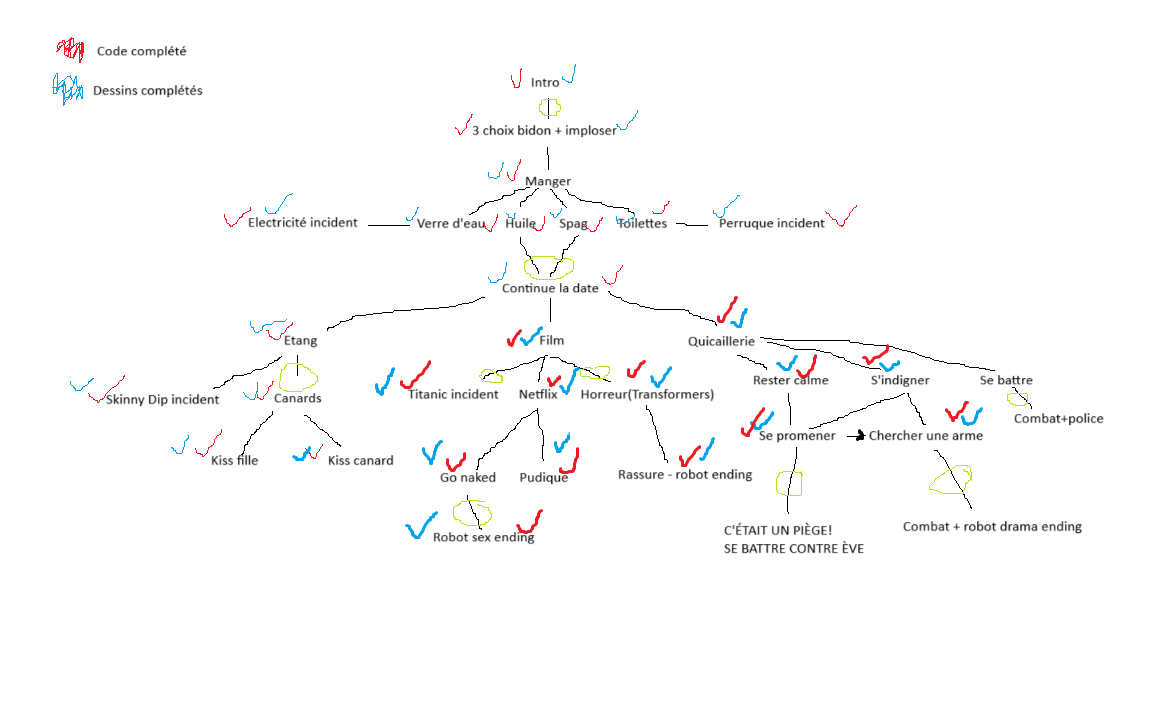 Code complété
Dessins complétés
Intro
3 choix bidon + imploser
Manger
Electricité incident
Verre d'eau
Huile
Spag
Toilettes
Perruque incident
Continue la date
Etang
Film
Quicaillerie
Skinny Dip incident
Canards
Titanic incident
Netflix
Horreur(Transformers)
Rester calme
S'indigner
Se battre
Combat+police
Kiss fille
Kiss canard
Go naked
Pudique
Rassure - robot ending
Se promener
Chercher une arme
Robot sex ending
C'ÉTAIT UN PIÈGE!
SE BATTRE CONTRE ÈVE
Combat + robot drama ending